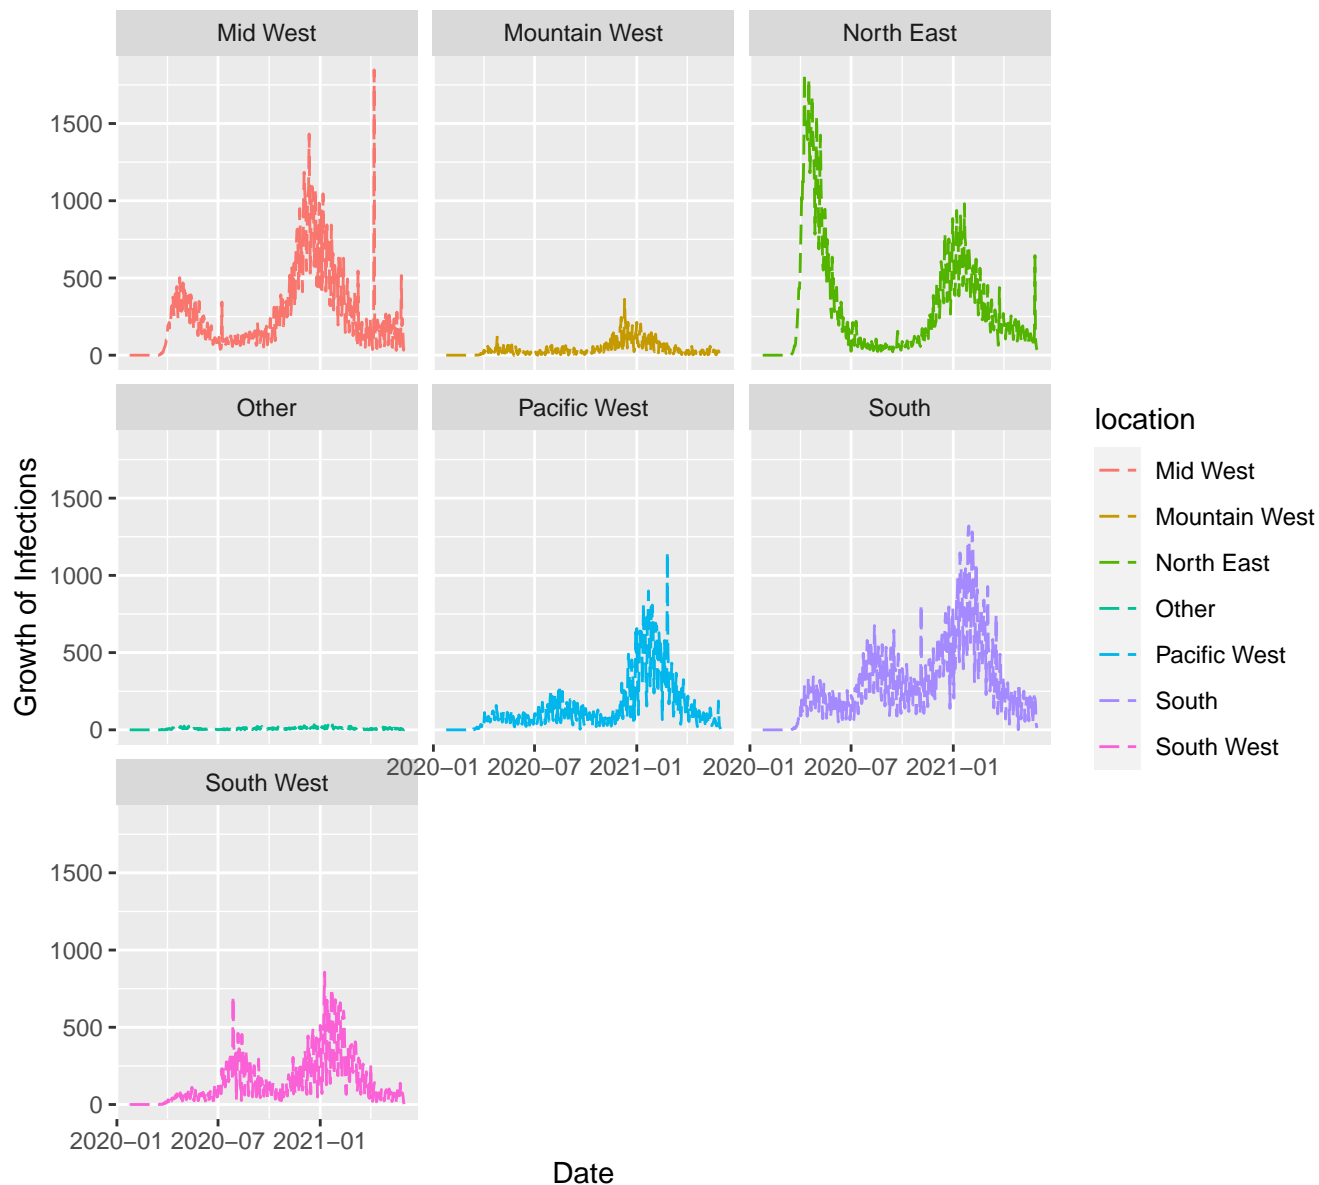 Mid West
Mountain West
North East
1500
1000
500
0
Other
Pacific West
South
1500
1000
500
0
2020–01 2020–07 2021–01
2020–01 2020–07 2021–01
South West
1500
1000
500
0
2020–01 2020–07 2021–01
Growth of Infections
Date
location
Mid West
Mountain West
North East
Other
Pacific West
South
South West